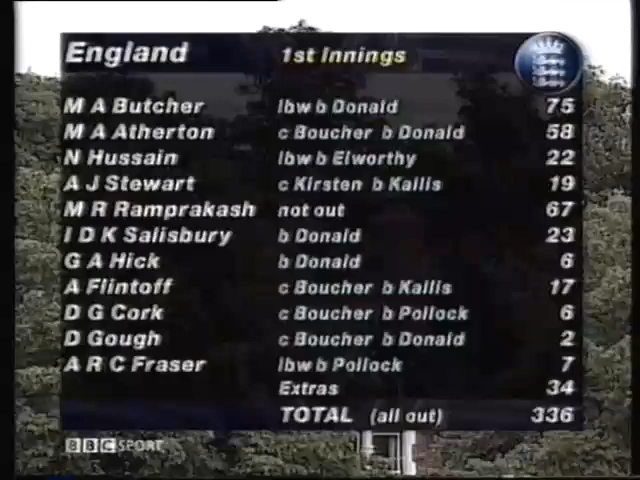 England 1st Innings
M A Butcher lbw b Donald 75
M A Atherton c Boucher b Donald 58
N Hussain lbw b Elworthy 22
A J Stewart c Kirsten b Kallis 19
M R Ramprakash not out 67
I D K Salisbury b Donald 23
G A Hick b Donald 6
A Flintoff c Boucher b Kallis 17
D G Cork c Boucher b Pollock 6
D Gough c Boucher b Donald 2
A R C Fraser lbw b Pollock 7
Extras 34
TOTAL (all out) 336
BBC SPORT